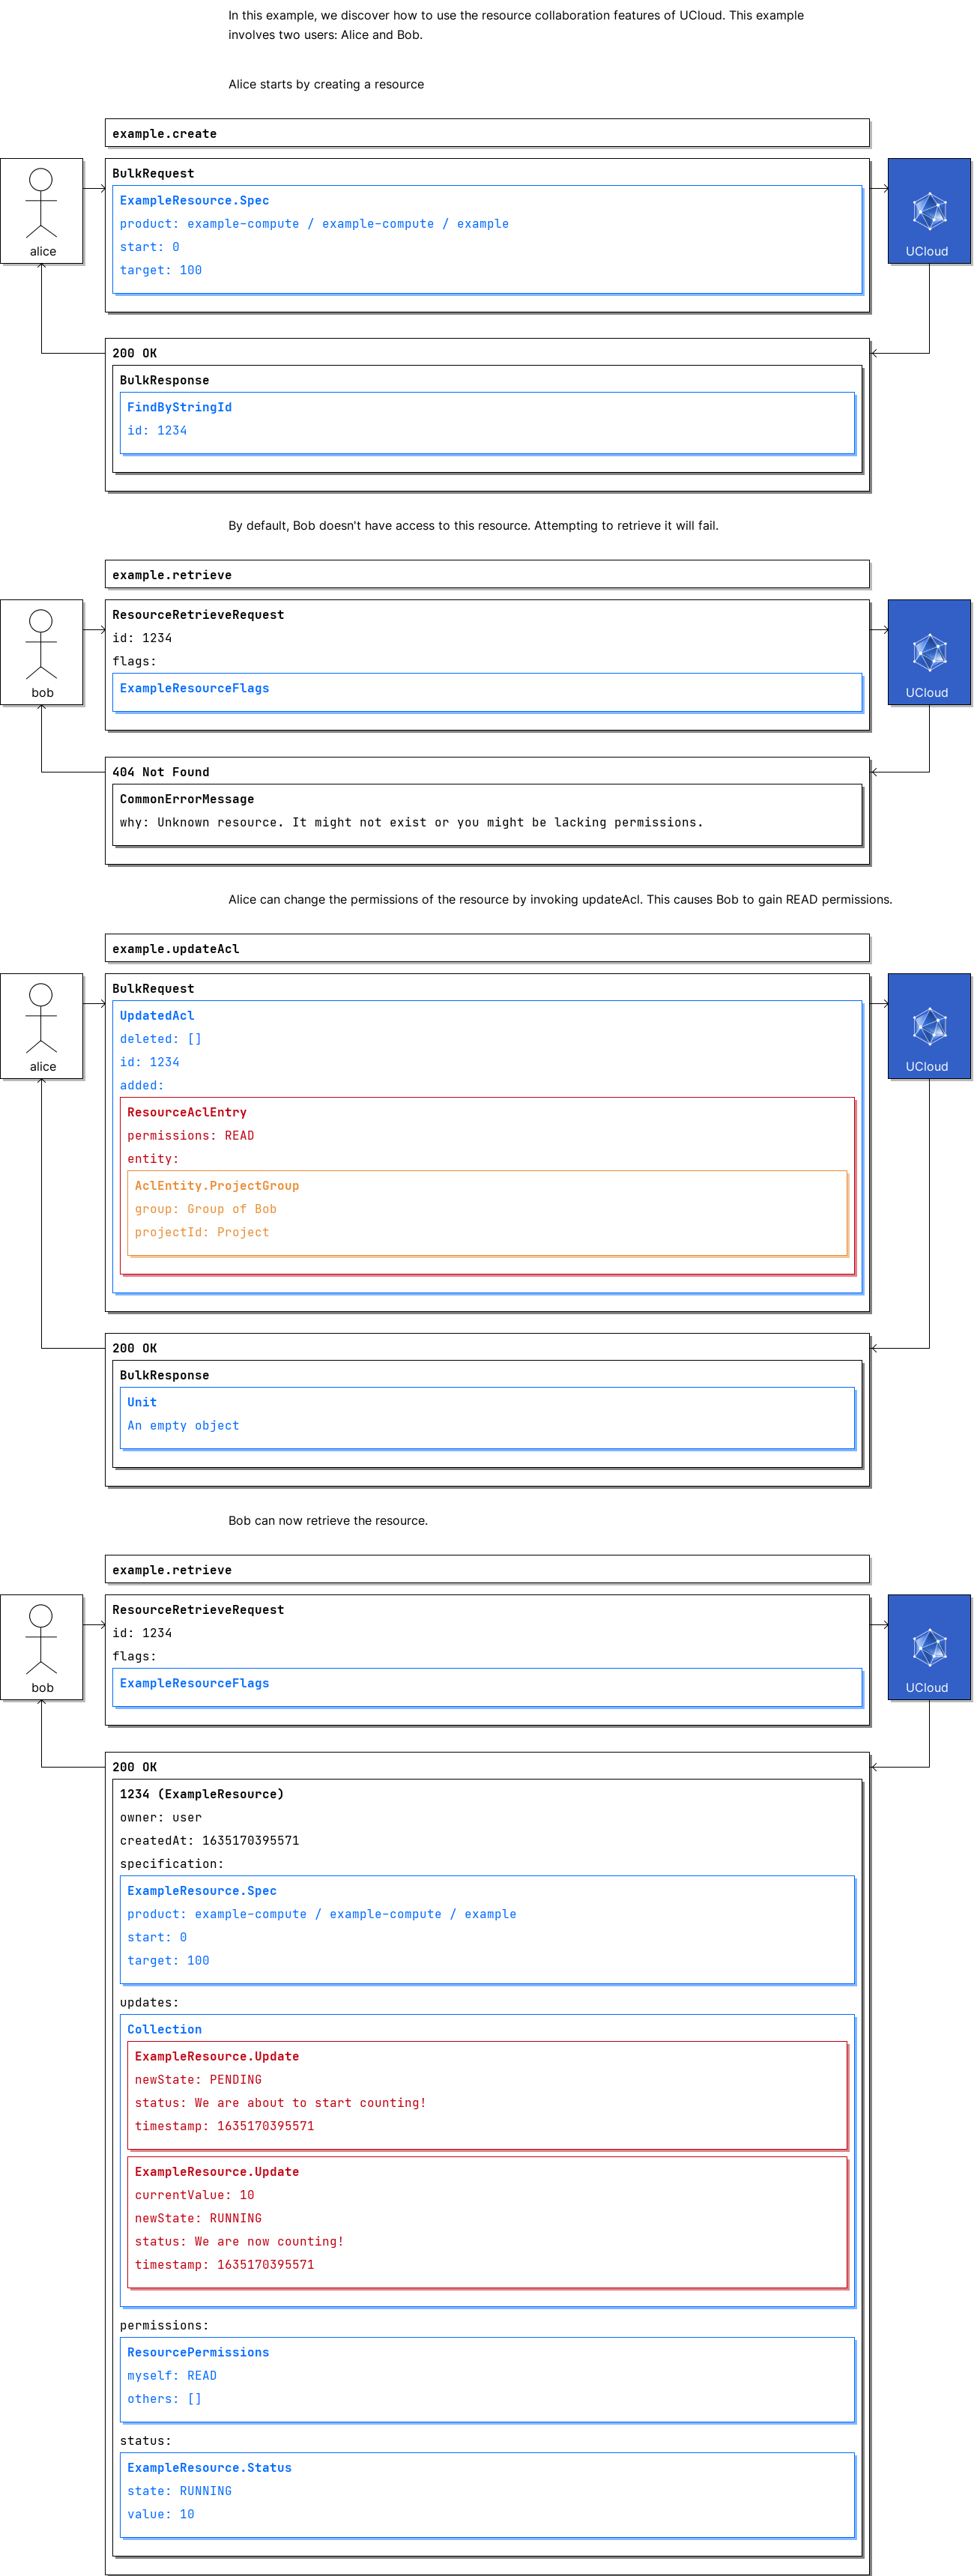 In this example, we discover how to use the resource collaboration features of UCloud. This example
involves two users: Alice and Bob.
Alice starts by creating a resource
example.create
alice
BulkRequest
ExampleResource.Spec
product: example-compute / example-compute / example
start: 0
target: 100
UCloud
200 OK
BulkResponse
FindByStringId
id: 1234
By default, Bob doesn't have access to this resource. Attempting to retrieve it will fail.
example.retrieve
bob
ResourceRetrieveRequest
id: 1234
flags:
ExampleResourceFlags
UCloud
404 Not Found
CommonErrorMessage
why: Unknown resource. It might not exist or you might be lacking permissions.
Alice can change the permissions of the resource by invoking updateAcl. This causes Bob to gain READ permissions.
example.updateAcl
alice
BulkRequest
UpdatedAcl
deleted: []
id: 1234
added:
ResourceAclEntry
permissions: READ
entity:
AclEntity.ProjectGroup
group: Group of Bob
projectId: Project
UCloud
200 OK
BulkResponse
Unit
An empty object
Bob can now retrieve the resource.
example.retrieve
bob
ResourceRetrieveRequest
id: 1234
flags:
ExampleResourceFlags
UCloud
200 OK
1234 (ExampleResource)
owner: user
createdAt: 1635170395571
specification:
ExampleResource.Spec
product: example-compute / example-compute / example
start: 0
target: 100
updates:
Collection
ExampleResource.Update
newState: PENDING
status: We are about to start counting!
timestamp: 1635170395571
ExampleResource.Update
currentValue: 10
newState: RUNNING
status: We are now counting!
timestamp: 1635170395571
permissions:
ResourcePermissions
myself: READ
others: []
status:
ExampleResource.Status
state: RUNNING
value: 10